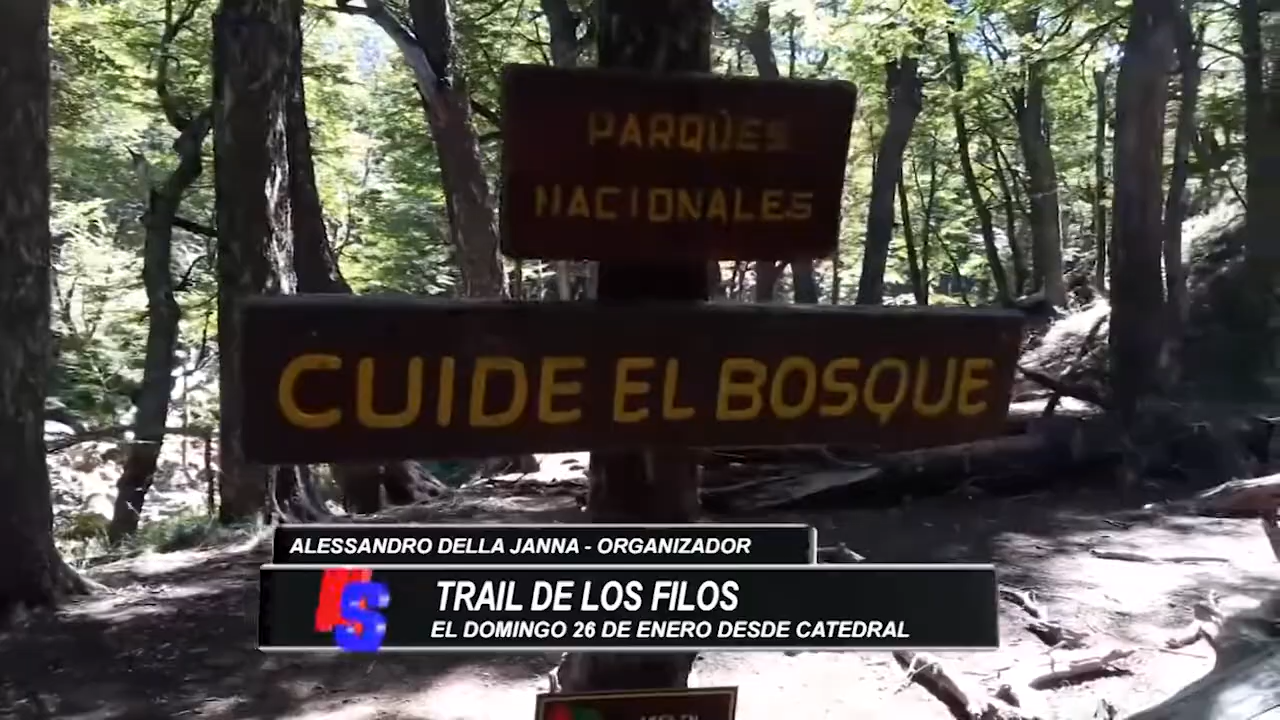 PARQUES
NACIONALES
CUIDE EL BOSQUE
ALESSANDRO DELLA JANNA - ORGANIZADOR
TRAIL DE LOS FILOS
EL DOMINGO 26 DE ENERO DESDE CATEDRAL